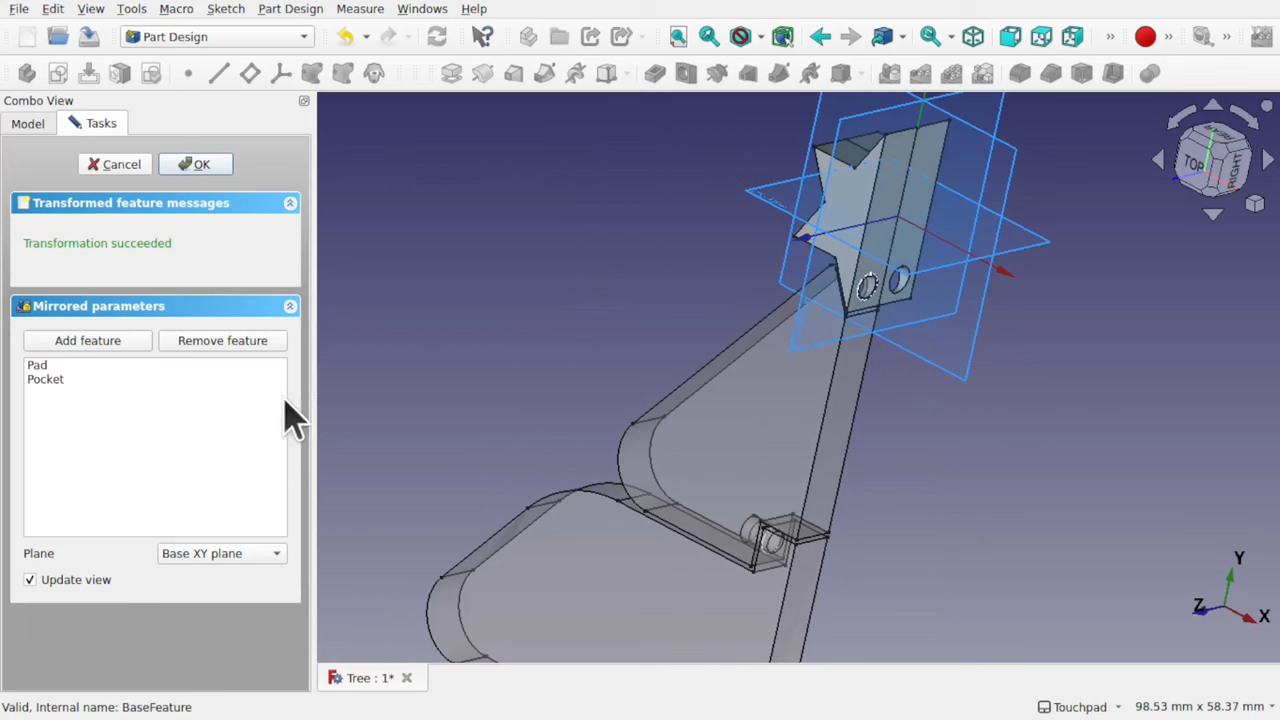 File Edit View Tools Macro Sketch Part Design Measure Windows Help
Part Design
Combo View
Model Tasks
Cancel OK
Transformed feature messages
Transformation succeeded
Mirrored parameters
Add feature Remove feature
Pad
Pocket
Plane Base XY plane
Update view
TOP RIGHT
Y
Z X
Tree : 1*
Valid, Internal name: BaseFeature Touchpad 98.53 mm x 58.37 mm